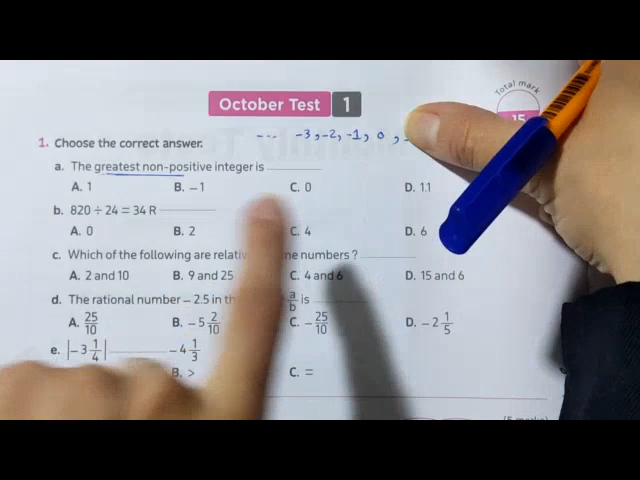 Total mark
October Test 1
15
... -3, -2, -1, 0,
1. Choose the correct answer.
a. The greatest non-positive integer is
A. 1 B. -1 C. 0 D. 1.1
b. 820 ÷ 24 = 34 R
A. 0 B. 2 C. 4 D. 6
c. Which of the following are relativ me numbers ?
A. 2 and 10 B. 9 and 25 C. 4 and 6 D. 15 and 6
d. The rational number - 2.5 in th a/b is
A. 25/10 B. - 5 2/10 C. - 25/10 D. - 2 1/5
e. |- 3 1/4| - 4 1/3
B. > C. =